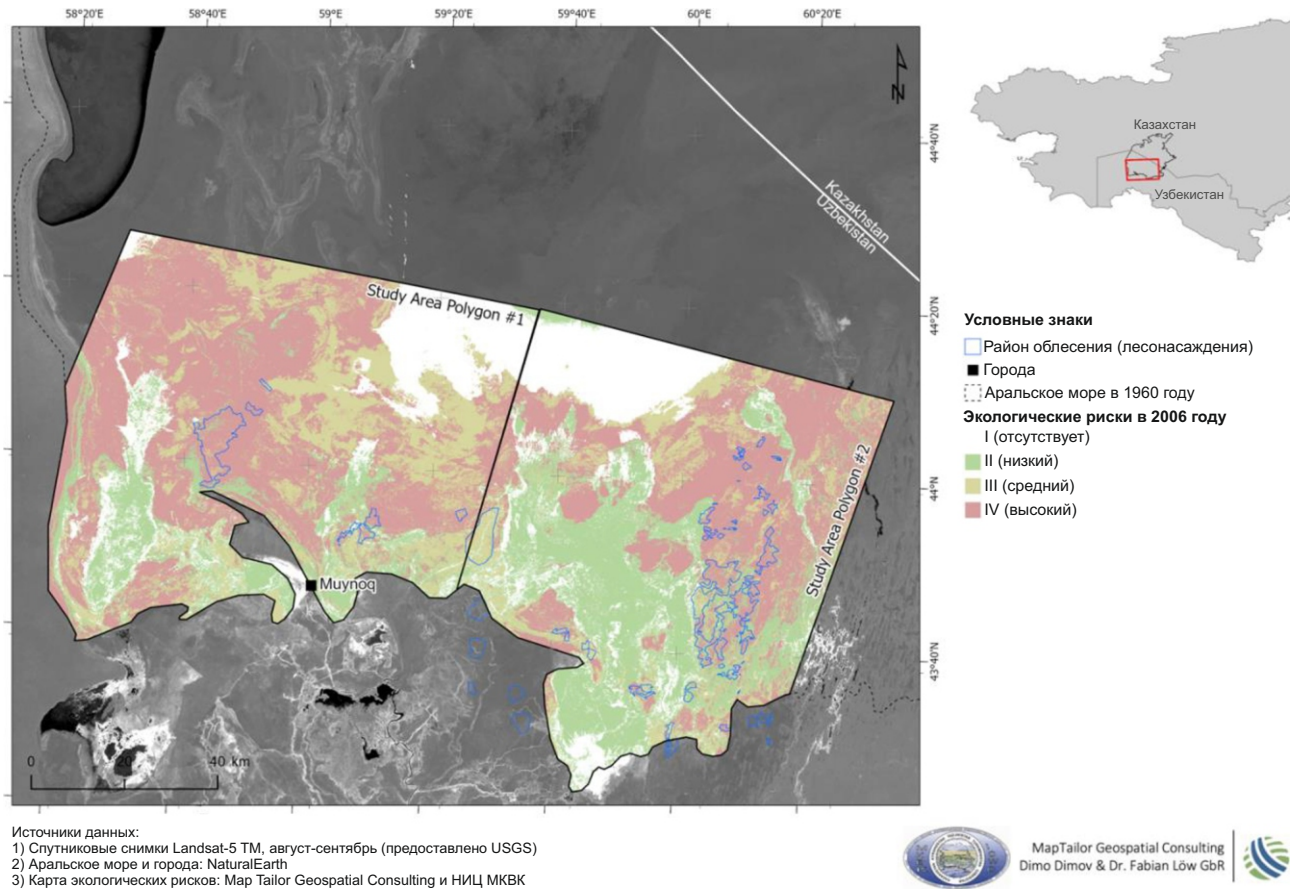 58°20'E 58°40'E 59°E 59°20'E 59°40'E 60°E 60°20'E
N
44°40'N
44°20'N
44°N
43°40'N
Kazakhstan
Uzbekistan
Study Area Polygon #1
Study Area Polygon #2
Muynoq
0 20 40 km
Казахстан
Узбекистан
Условные знаки
Район облесения (лесонасаждения)
Города
Аральское море в 1960 году
Экологические риски в 2006 году
I (отсутствует)
II (низкий)
III (средний)
IV (высокий)
Источники данных:
1) Спутниковые снимки Landsat-5 TM, август-сентябрь (предоставлено USGS)
2) Аральское море и города: NaturalEarth
3) Карта экологических рисков: Map Tailor Geospatial Consulting и НИЦ МКВК
MapTailor Geospatial Consulting
Dimo Dimov & Dr. Fabian Löw GbR